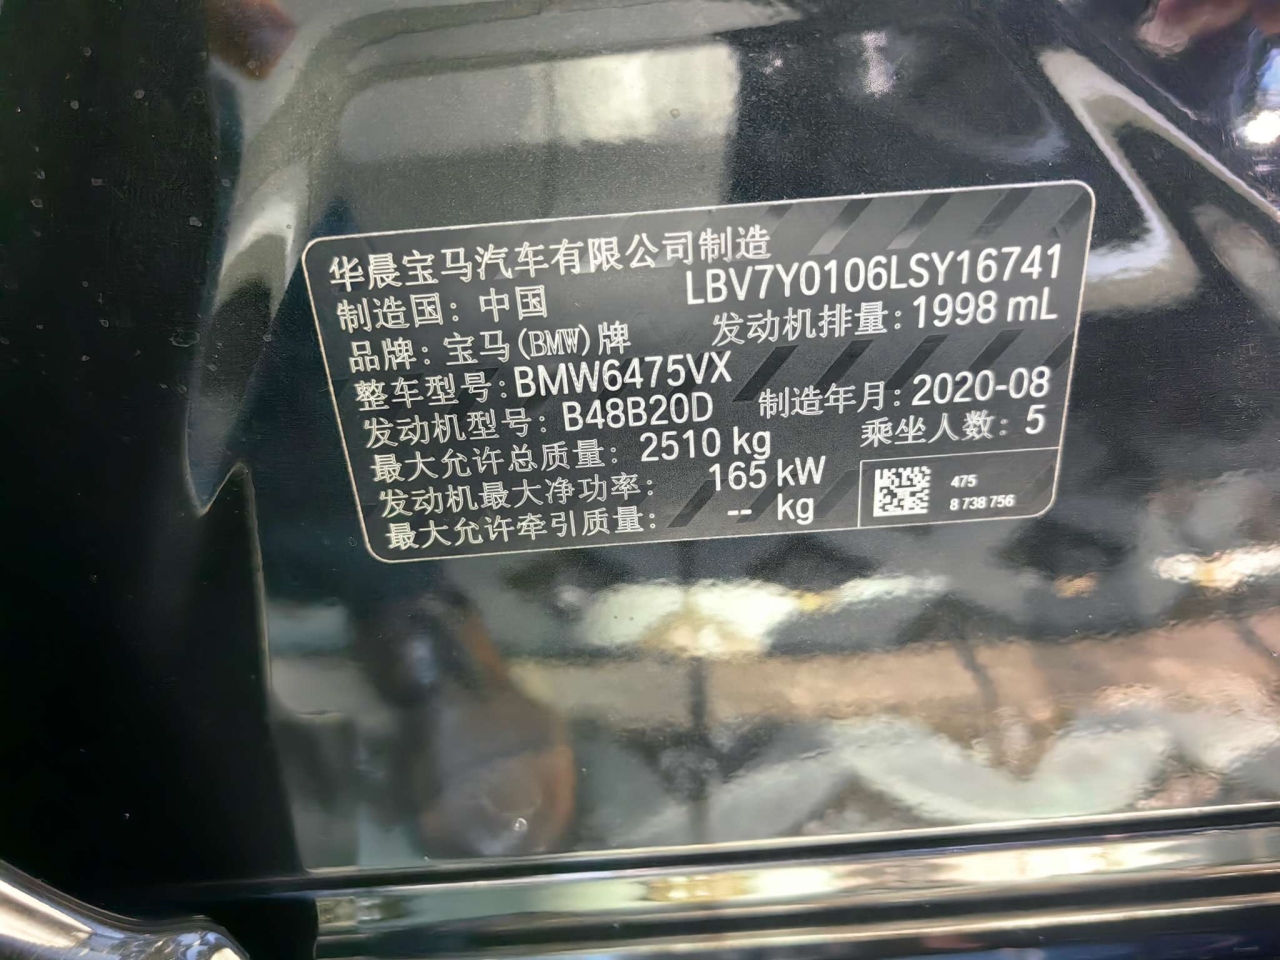 华晨宝马汽车有限公司制造
LBV7Y0106LSY16741
制造国：中国
发动机排量：1998 mL
品牌：宝马(BMW)牌
整车型号：BMW6475VX
制造年月：2020-08
发动机型号：B48B20D
乘坐人数：5
最大允许总质量：2510 kg
发动机最大净功率：165 kW
最大允许牵引质量：-- kg
475
8 738 756